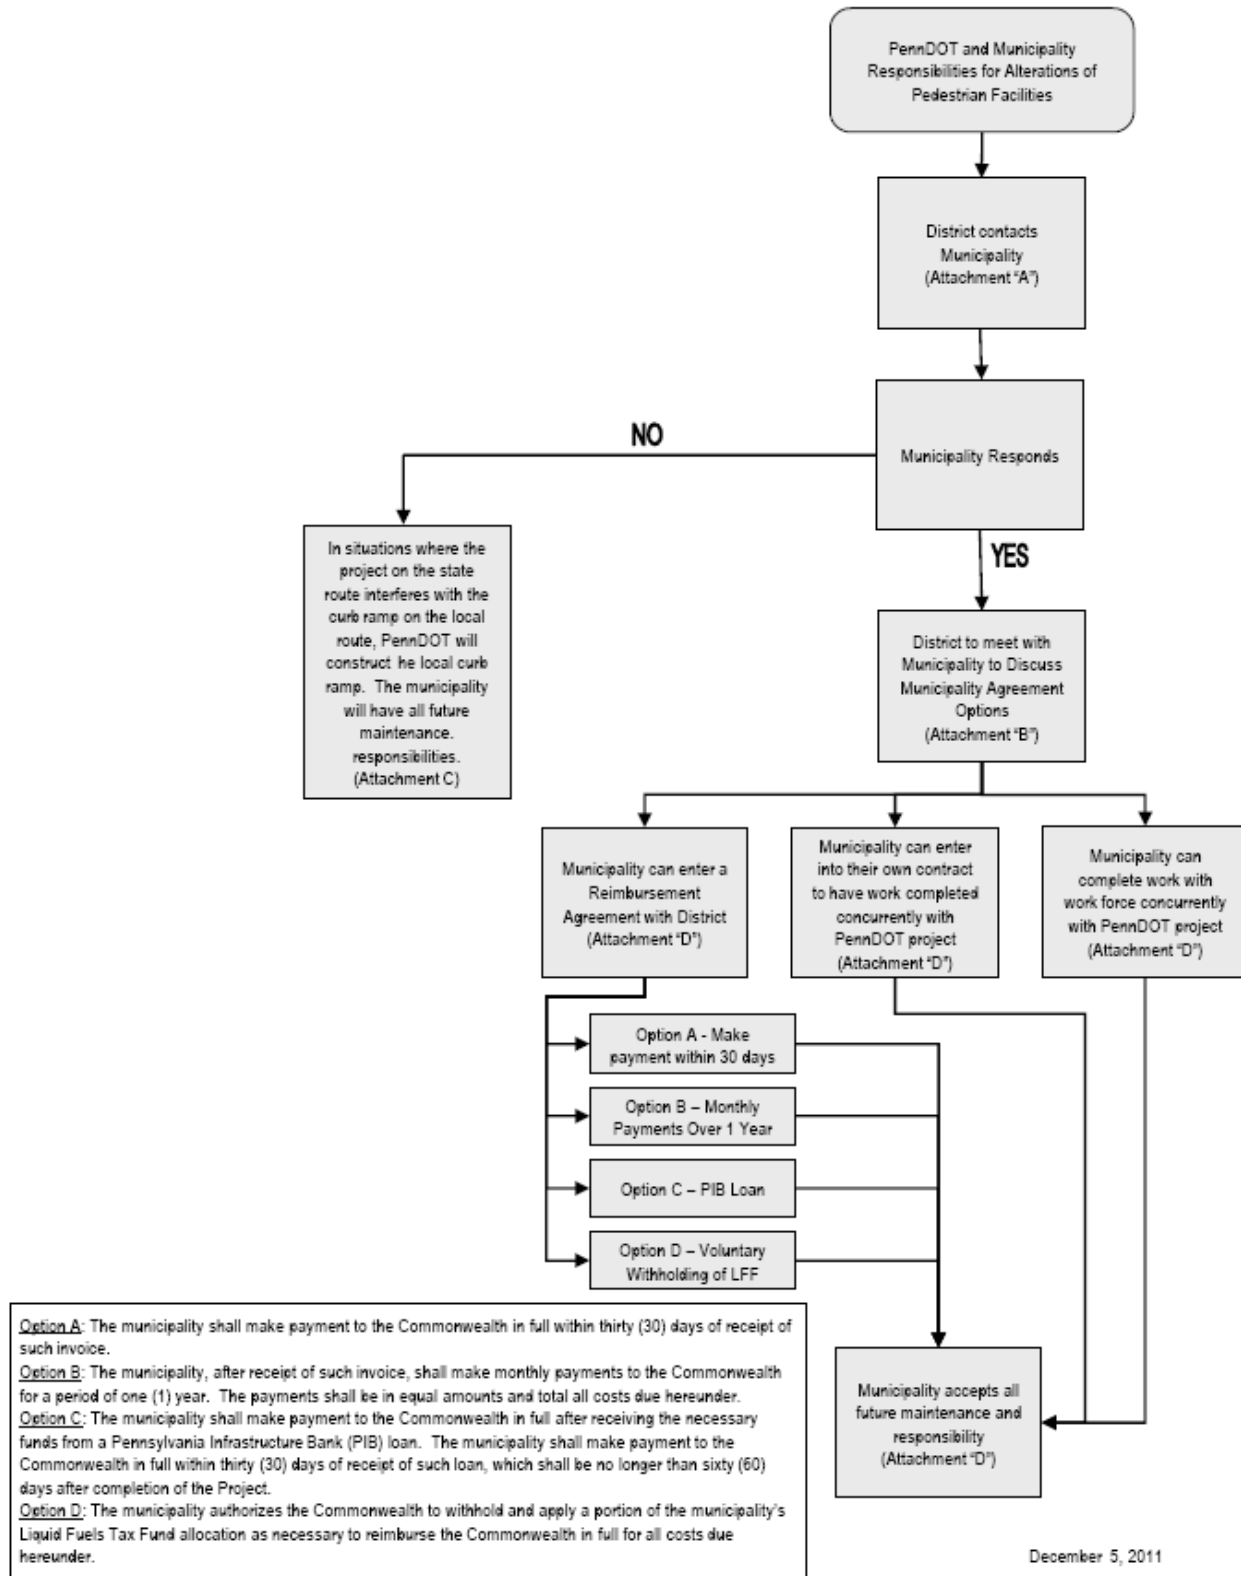 PennDOT and Municipality
Responsibilities for Alterations of
Pedestrian Facilities
District contacts
Municipality
(Attachment "A")
NO
Municipality Responds
YES
In situations where the
project on the state
route interferes with the
curb ramp on the local
route, PennDOT will
construct he local curb
ramp. The municipality
will have all future
maintenance.
responsibilities.
(Attachment C)
District to meet with
Municipality to Discuss
Municipality Agreement
Options
(Attachment "B")
Municipality can enter a
Reimbursement
Agreement with District
(Attachment "D")
Municipality can enter
into their own contract
to have work completed
concurrently with
PennDOT project
(Attachment "D")
Municipality can
complete work with
work force concurrently
with PennDOT project
(Attachment "D")
Option A - Make
payment within 30 days
Option B – Monthly
Payments Over 1 Year
Option C – PIB Loan
Option D – Voluntary
Withholding of LFF
Option A: The municipality shall make payment to the Commonwealth in full within thirty (30) days of receipt of
such invoice.
Option B: The municipality, after receipt of such invoice, shall make monthly payments to the Commonwealth
for a period of one (1) year. The payments shall be in equal amounts and total all costs due hereunder.
Option C: The municipality shall make payment to the Commonwealth in full after receiving the necessary
funds from a Pennsylvania Infrastructure Bank (PIB) loan. The municipality shall make payment to the
Commonwealth in full within thirty (30) days of receipt of such loan, which shall be no longer than sixty (60)
days after completion of the Project.
Option D: The municipality authorizes the Commonwealth to withhold and apply a portion of the municipality's
Liquid Fuels Tax Fund allocation as necessary to reimburse the Commonwealth in full for all costs due
hereunder.
Municipality accepts all
future maintenance and
responsibility
(Attachment "D")
December 5, 2011